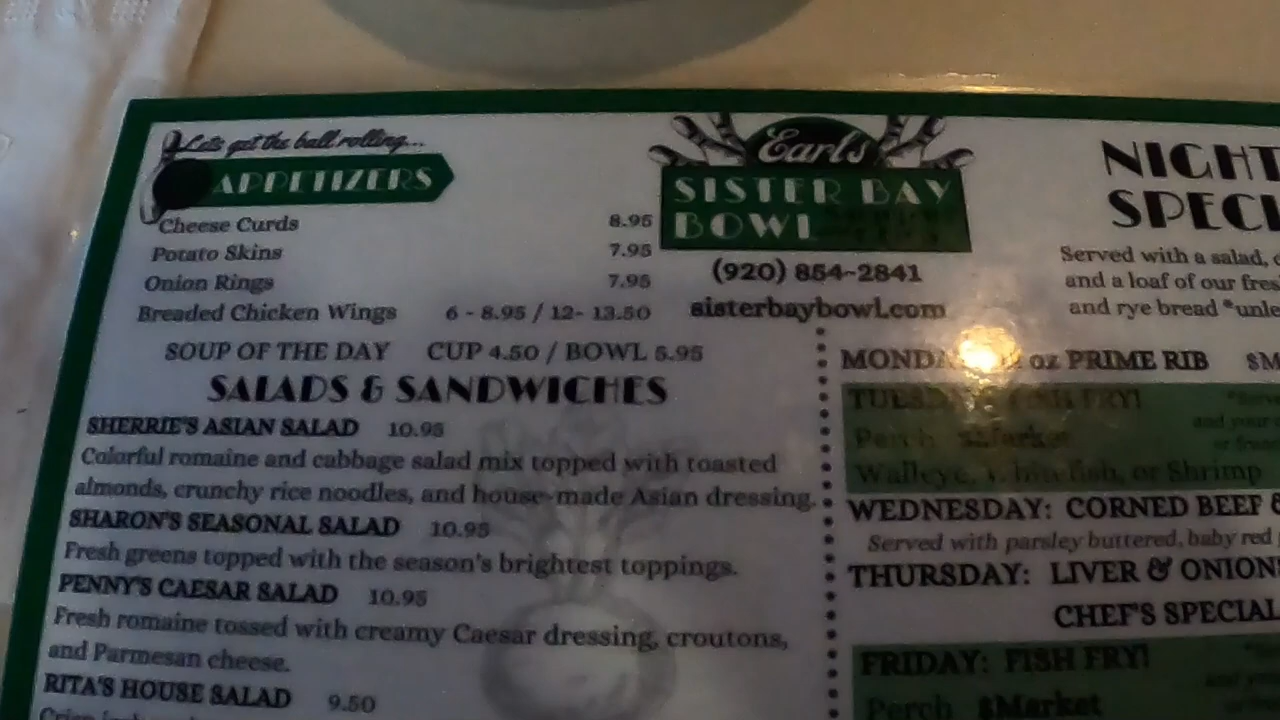 Lets get the ball rolling...
APPETIZERS
Cheese Curds 8.95
Potato Skins 7.95
Onion Rings 7.95
Breaded Chicken Wings 6 - 8.95 / 12- 13.50
SOUP OF THE DAY CUP 4.50 / BOWL 5.95
SALADS & SANDWICHES
SHERRIE'S ASIAN SALAD 10.95
Colorful romaine and cabbage salad mix topped with toasted
almonds, crunchy rice noodles, and house-made Asian dressing.
SHARON'S SEASONAL SALAD 10.95
Fresh greens topped with the season's brightest toppings.
PENNY'S CAESAR SALAD 10.95
Fresh romaine tossed with creamy Caesar dressing, croutons,
and Parmesan cheese.
RITA'S HOUSE SALAD 9.50
Earl's
SISTER BAY
BOWL
(920) 854-2841
sisterbaybowl.com
NIGHT
SPECI
Served with a salad,
and a loaf of our fres
and rye bread *unle
oz PRIME RIB $M
FISH FRY!
Perch $Market
Walleye, Whitefish, or Shrimp
WEDNESDAY: CORNED BEEF &
Served with parsley buttered, baby red
THURSDAY: LIVER & ONION
CHEF'S SPECIAL
FRIDAY: FISH FRY!
Perch $Market